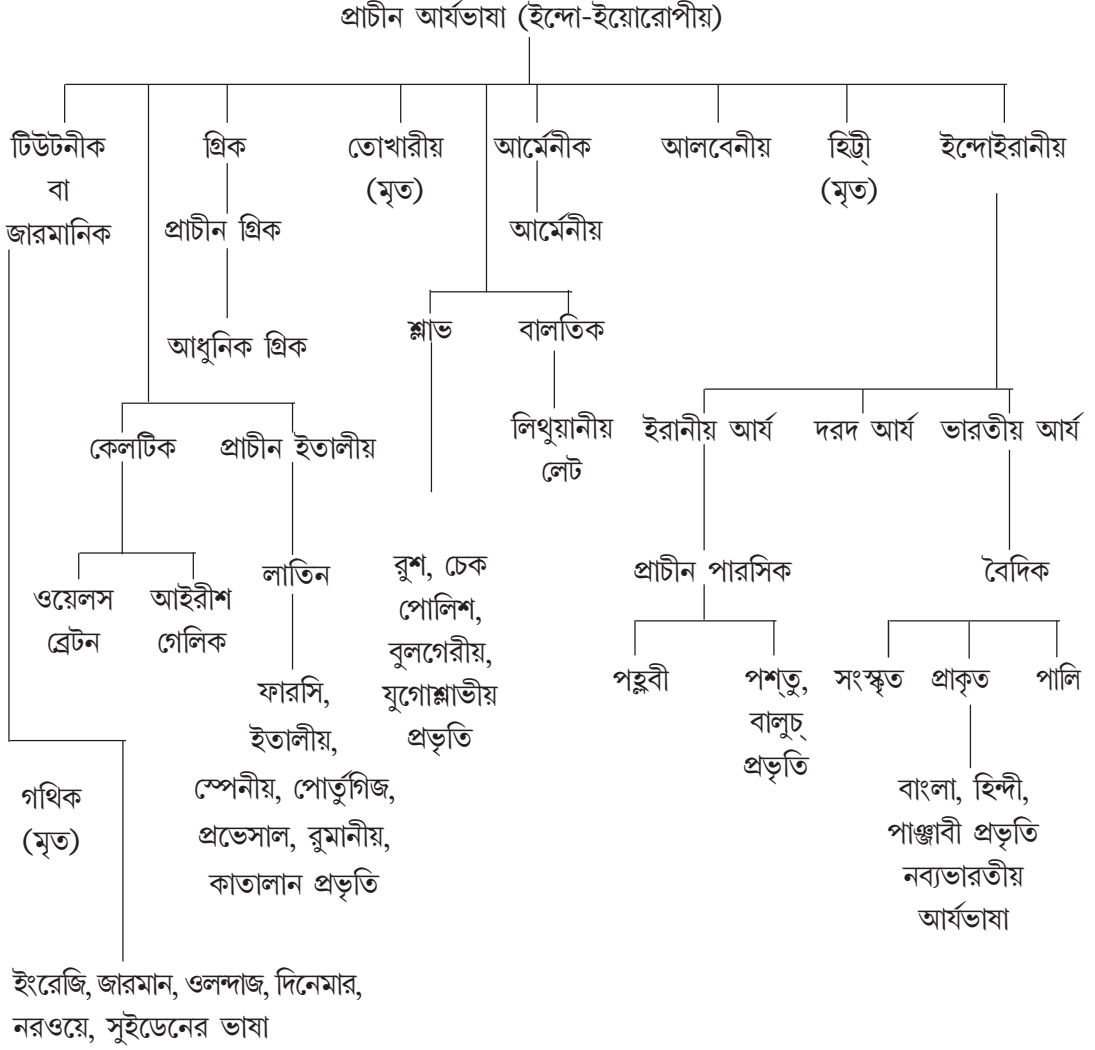 প্রাচীন আর্যভাষা (ইন্দো-ইয়োরোপীয়)
টিউটনীক
বা
জারমানিক
গ্রিক
প্রাচীন গ্রিক
আধুনিক গ্রিক
তোখারীয়
(মৃত)
আর্মেনীক
আর্মেনীয়
আলবেনীয়
হিট্টী
(মৃত)
ইন্দোইরানীয়
শ্লাভ
বালতিক
লিথুয়ানীয়
লেট
কেলটিক
প্রাচীন ইতালীয়
ইরানীয় আর্য
দরদ আর্য
ভারতীয় আর্য
ওয়েলস
ব্রেটন
আইরীশ
গেলিক
লাতিন
রুশ, চেক
পোলিশ,
বুলগেরীয়,
যুগোশ্লাভীয়
প্রভৃতি
প্রাচীন পারসিক
বৈদিক
পহ্লবী
পশ্‌তু,
বালুচ্
প্রভৃতি
সংস্কৃত
প্রাকৃত
পালি
ফারসি,
ইতালীয়,
স্পেনীয়, পোর্তুগিজ,
প্রভেসাল, রুমানীয়,
কাতালান প্রভৃতি
গথিক
(মৃত)
বাংলা, হিন্দী,
পাঞ্জাবী প্রভৃতি
নব্যভারতীয়
আর্যভাষা
ইংরেজি, জারমান, ওলন্দাজ, দিনেমার,
নরওয়ে, সুইডেনের ভাষা